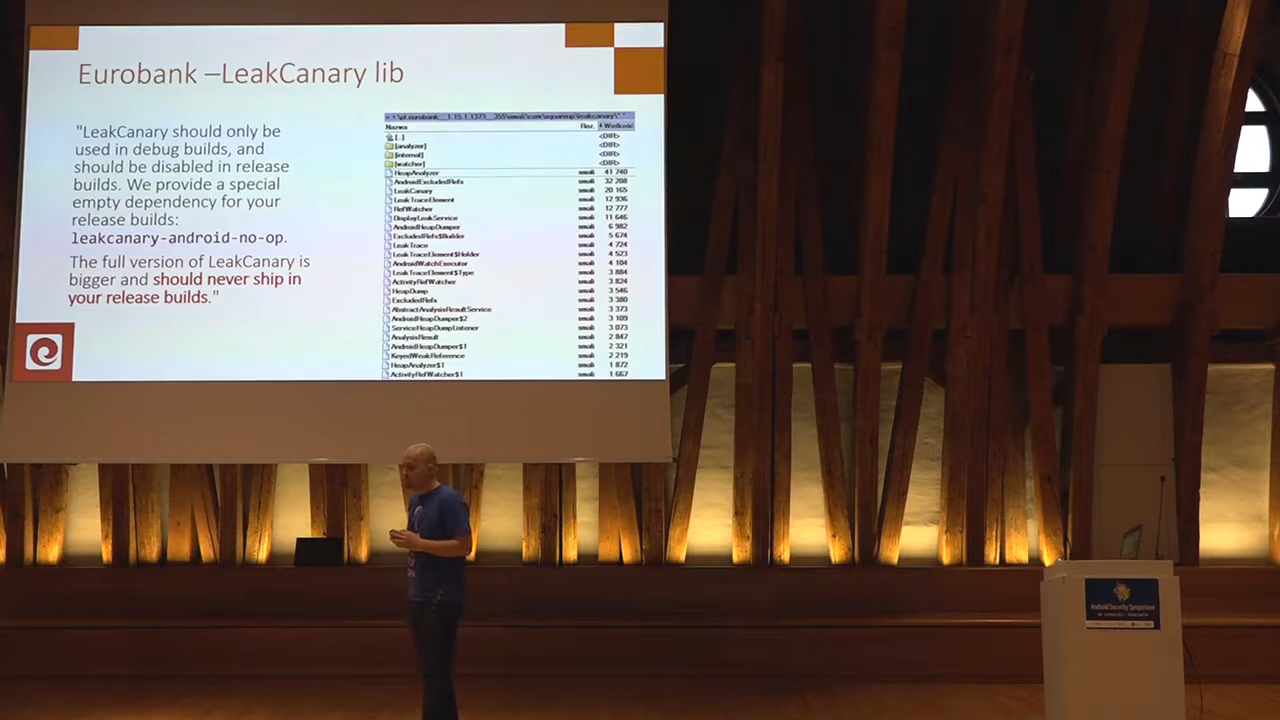 Eurobank –LeakCanary lib
"LeakCanary should only be
used in debug builds, and
should be disabled in release
builds. We provide a special
empty dependency for your
release builds:
leakcanary-android-no-op.
The full version of LeakCanary is
bigger and should never ship in
your release builds."
Nazwa Roz. Wielkość
[..] <DIR>
[analyzer] <DIR>
[internal] <DIR>
[watcher] <DIR>
HeapAnalyzer smali 41 740
AndroidExcludedRefs smali 32 208
LeakCanary smali 20 165
LeakTraceElement smali 12 936
RefWatcher smali 12 777
DisplayLeakService smali 11 646
AndroidHeapDumper smali 6 982
ExcludedRefs$Builder smali 5 674
LeakTrace smali 4 724
LeakTraceElement$Holder smali 4 523
AndroidWatchExecutor smali 4 104
LeakTraceElement$Type smali 3 884
ActivityRefWatcher smali 3 824
HeapDump smali 3 546
ExcludedRefs smali 3 380
AbstractAnalysisResultService smali 3 373
AndroidHeapDumper$2 smali 3 109
ServiceHeapDumpListener smali 3 073
AnalysisResult smali 2 847
AndroidHeapDumper$1 smali 2 321
KeyedWeakReference smali 2 219
HeapAnalyzer$1 smali 1 872
ActivityRefWatcher$1 smali 1 667
Android Security Symposium